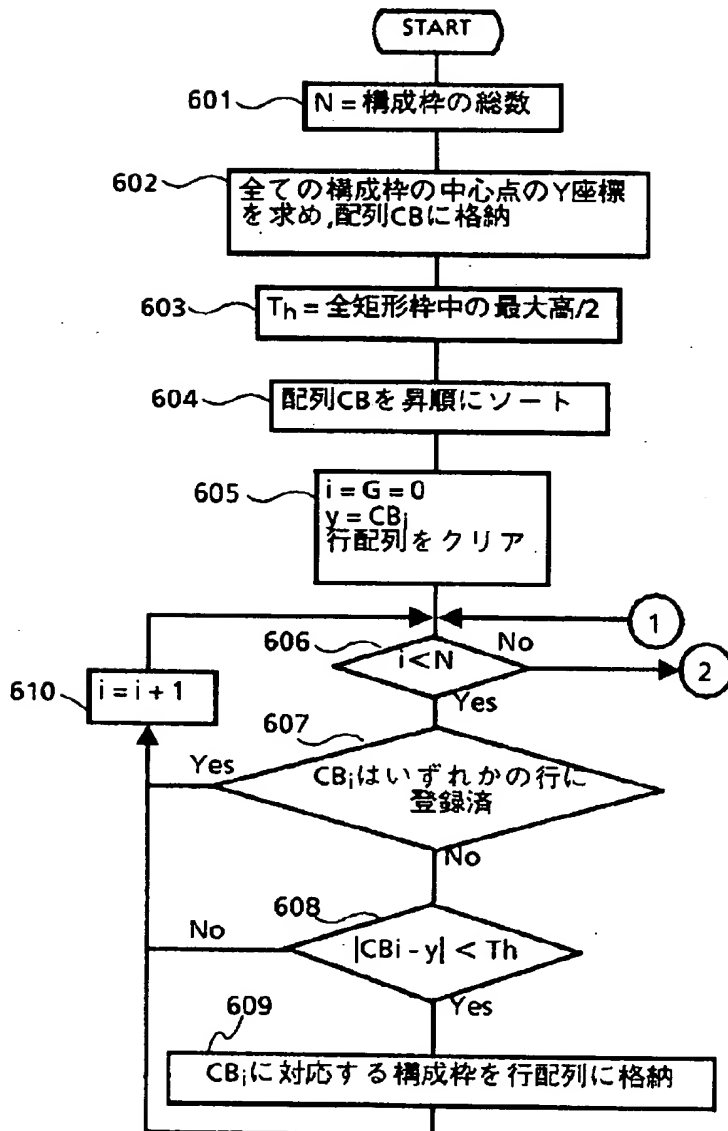 START
601
N=構成枠の総数
602
全ての構成枠の中心点のY座標
を求め,配列CBに格納
603
Th=全矩形枠中の最大高/2
604
配列CBを昇順にソート
605
i=G=0
y=CBi
行配列をクリア
1
606
i<N
No
2
610
i=i+1
Yes
607
Yes
CBiはいずれかの行に
登録済
No
608
No
|CBi-y|<Th
Yes
609
CBiに対応する構成枠を行配列に格納